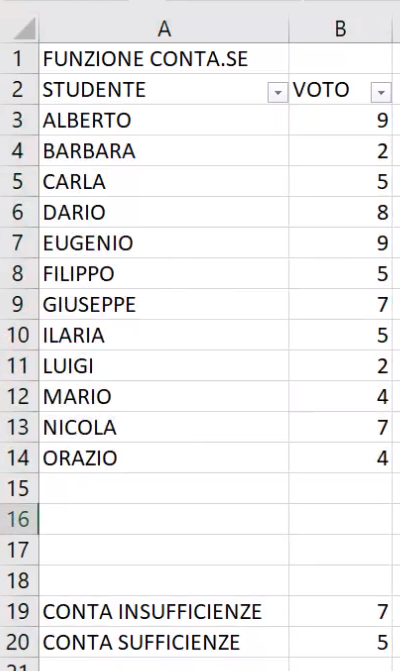 A B
1 FUNZIONE CONTA.SE
2 STUDENTE VOTO
3 ALBERTO 9
4 BARBARA 2
5 CARLA 5
6 DARIO 8
7 EUGENIO 9
8 FILIPPO 5
9 GIUSEPPE 7
10 ILARIA 5
11 LUIGI 2
12 MARIO 4
13 NICOLA 7
14 ORAZIO 4
15
16
17
18
19 CONTA INSUFFICIENZE 7
20 CONTA SUFFICIENZE 5